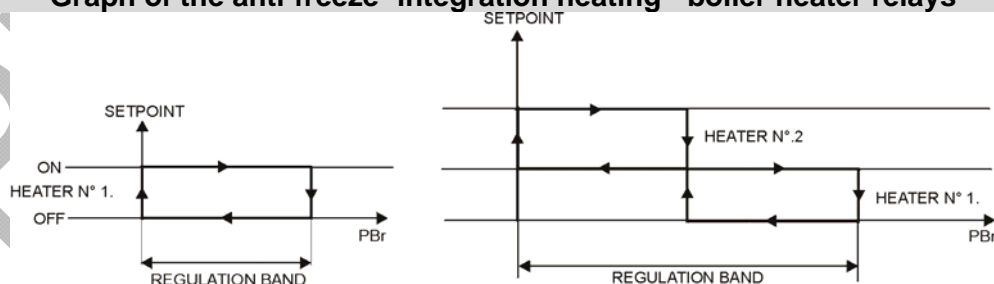 Graph of the anti-freeze integration heating boiler heater relays
SETPOINT
ON
HEATER N° 1.
OFF
PBr
REGULATION BAND
SETPOINT
HEATER N°.2
HEATER N° 1.
PBr
REGULATION BAND